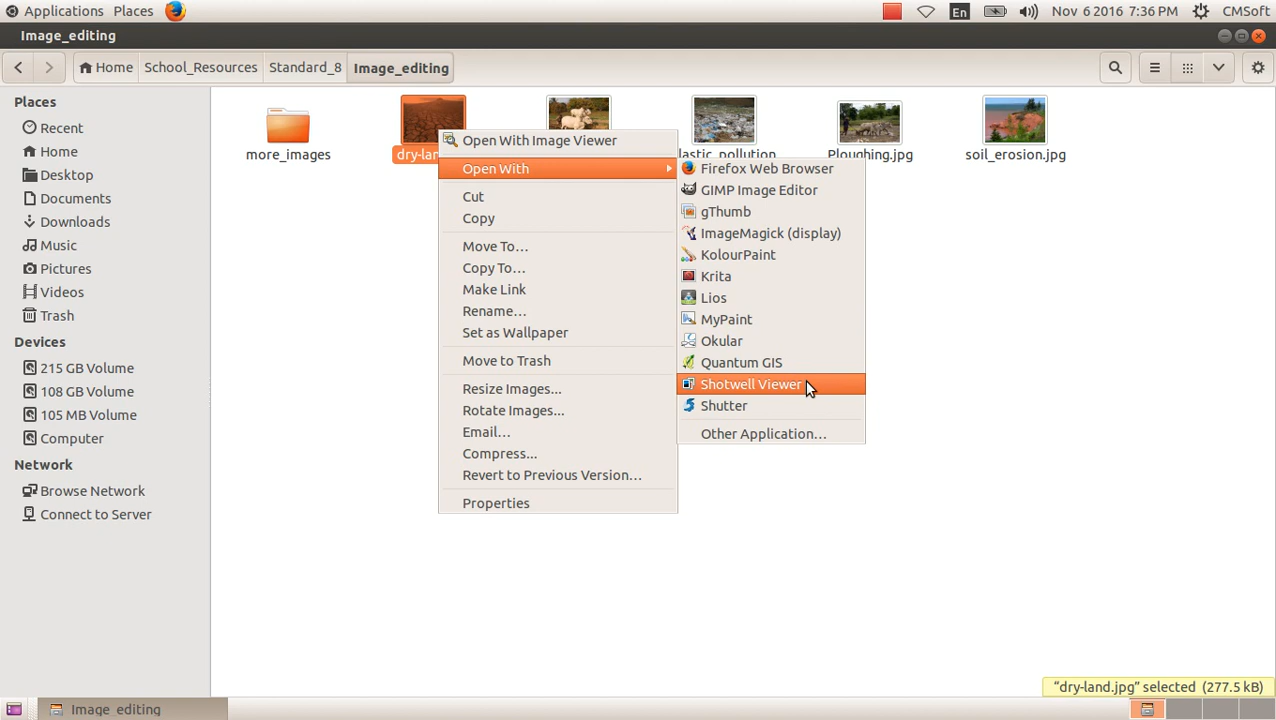 Applications Places En Nov 6 2016 7:36 PM CMSoft
Image_editing
Home School_Resources Standard_8 Image_editing
Places
Recent
Home
Desktop
Documents
Downloads
Music
Pictures
Videos
Trash
Devices
215 GB Volume
108 GB Volume
105 MB Volume
Computer
Network
Browse Network
Connect to Server
more_images
dry-lan
lastic_pollution
Ploughing.jpg
soil_erosion.jpg
Open With Image Viewer
Open With
Cut
Copy
Move To…
Copy To…
Make Link
Rename…
Set as Wallpaper
Move to Trash
Resize Images...
Rotate Images...
Email…
Compress...
Revert to Previous Version…
Properties
Firefox Web Browser
GIMP Image Editor
gThumb
ImageMagick (display)
KolourPaint
Krita
Lios
MyPaint
Okular
Quantum GIS
Shotwell Viewer
Shutter
Other Application…
"dry-land.jpg" selected (277.5 kB)
Image_editing